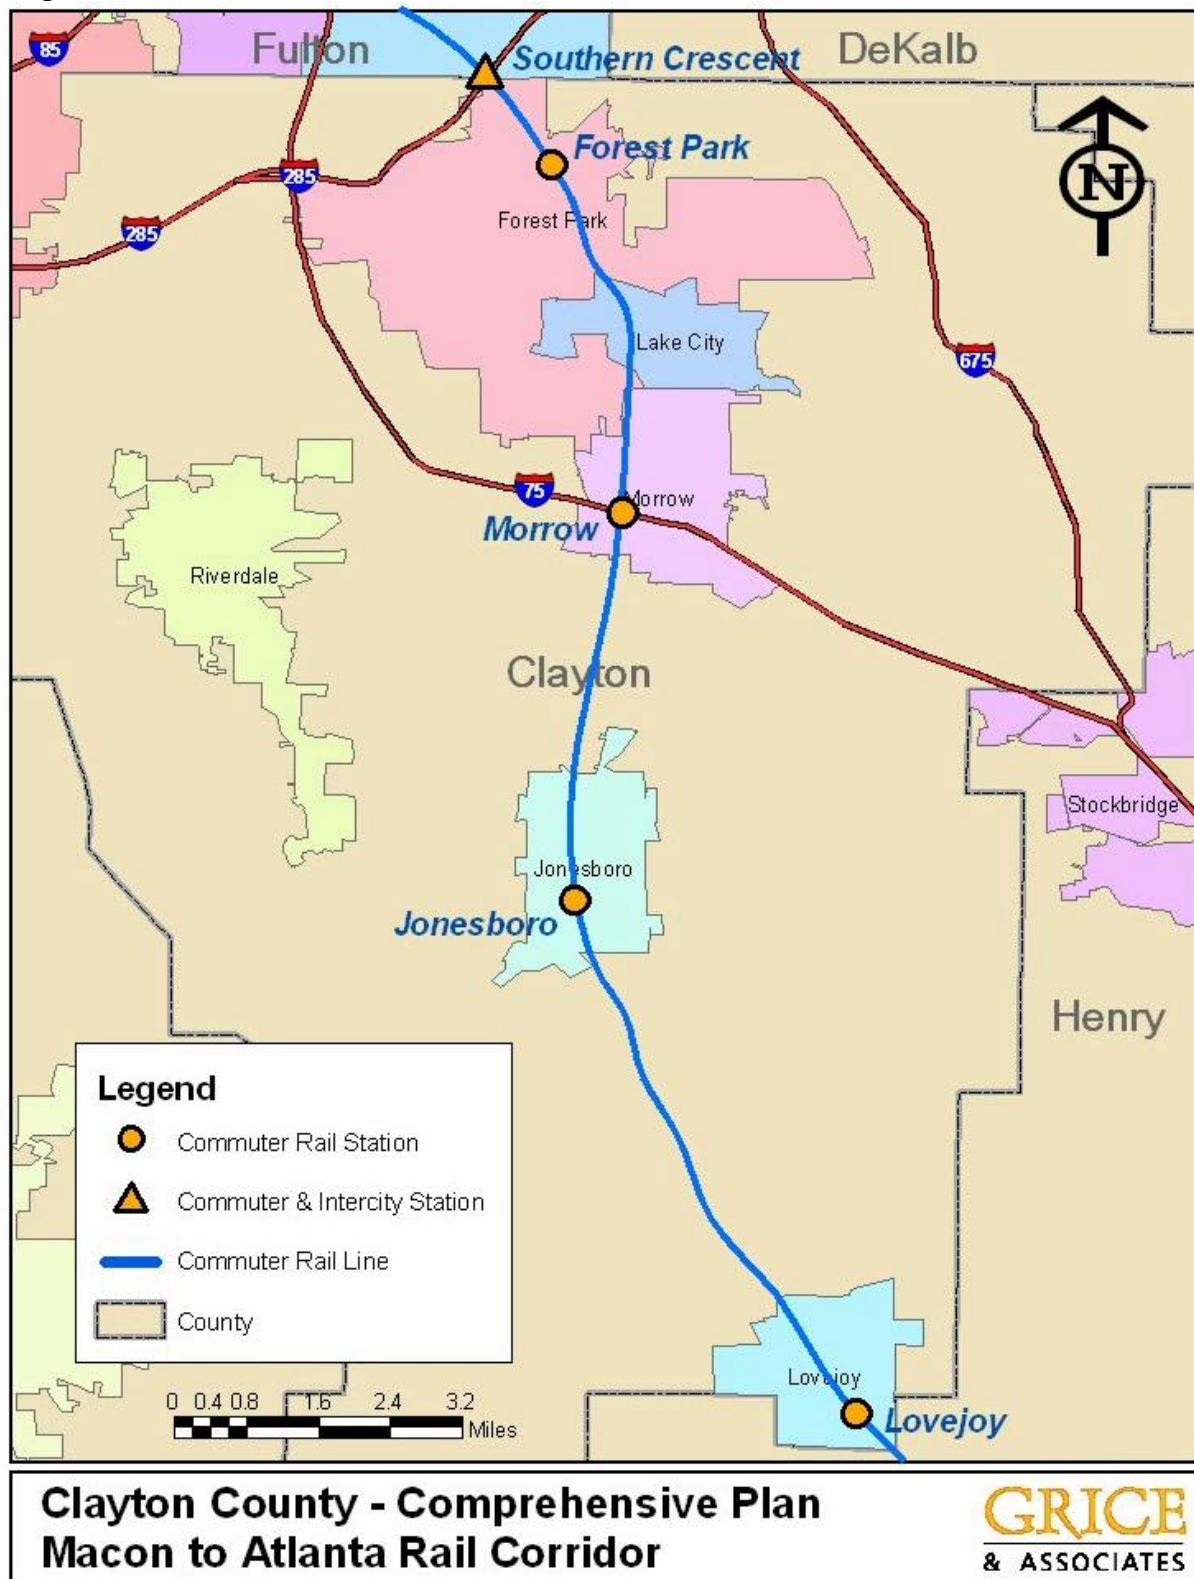 Fulton
DeKalb
85
Southern Crescent
Forest Park
N
285
Forest Park
285
Lake City
675
75
Morrow
Morrow
Riverdale
Clayton
Stockbridge
Jonesboro
Jonesboro
Henry
Legend
Commuter Rail Station
Commuter & Intercity Station
Commuter Rail Line
County
Lovejoy
Lovejoy
0 0.4 0.8 1.6 2.4 3.2
Miles
Clayton County - Comprehensive Plan
Macon to Atlanta Rail Corridor
GRICE
& ASSOCIATES